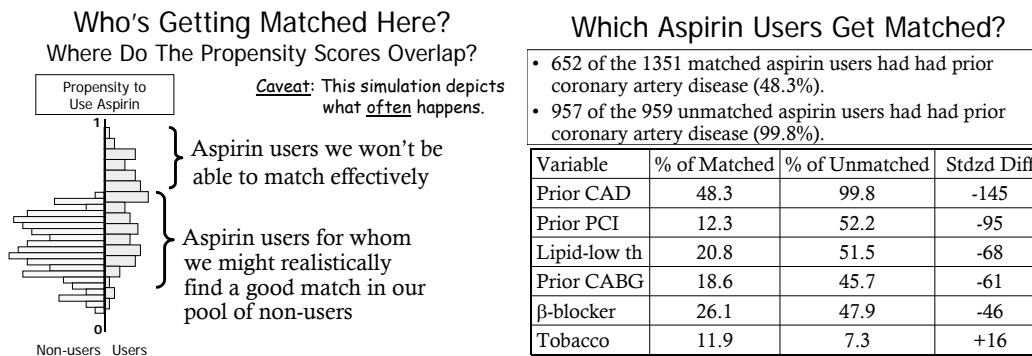 Who's Getting Matched Here?
Where Do The Propensity Scores Overlap?
Propensity to
Use Aspirin
Caveat: This simulation depicts
what often happens.
1
Aspirin users we won't be
able to match effectively
Aspirin users for whom
we might realistically
find a good match in our
pool of non-users
0
Non-users Users
Which Aspirin Users Get Matched?
• 652 of the 1351 matched aspirin users had had prior
coronary artery disease (48.3%).
• 957 of the 959 unmatched aspirin users had had prior
coronary artery disease (99.8%).
Variable % of Matched % of Unmatched Stdzd Diff
Prior CAD 48.3 99.8 -145
Prior PCI 12.3 52.2 -95
Lipid-low th 20.8 51.5 -68
Prior CABG 18.6 45.7 -61
β-blocker 26.1 47.9 -46
Tobacco 11.9 7.3 +16